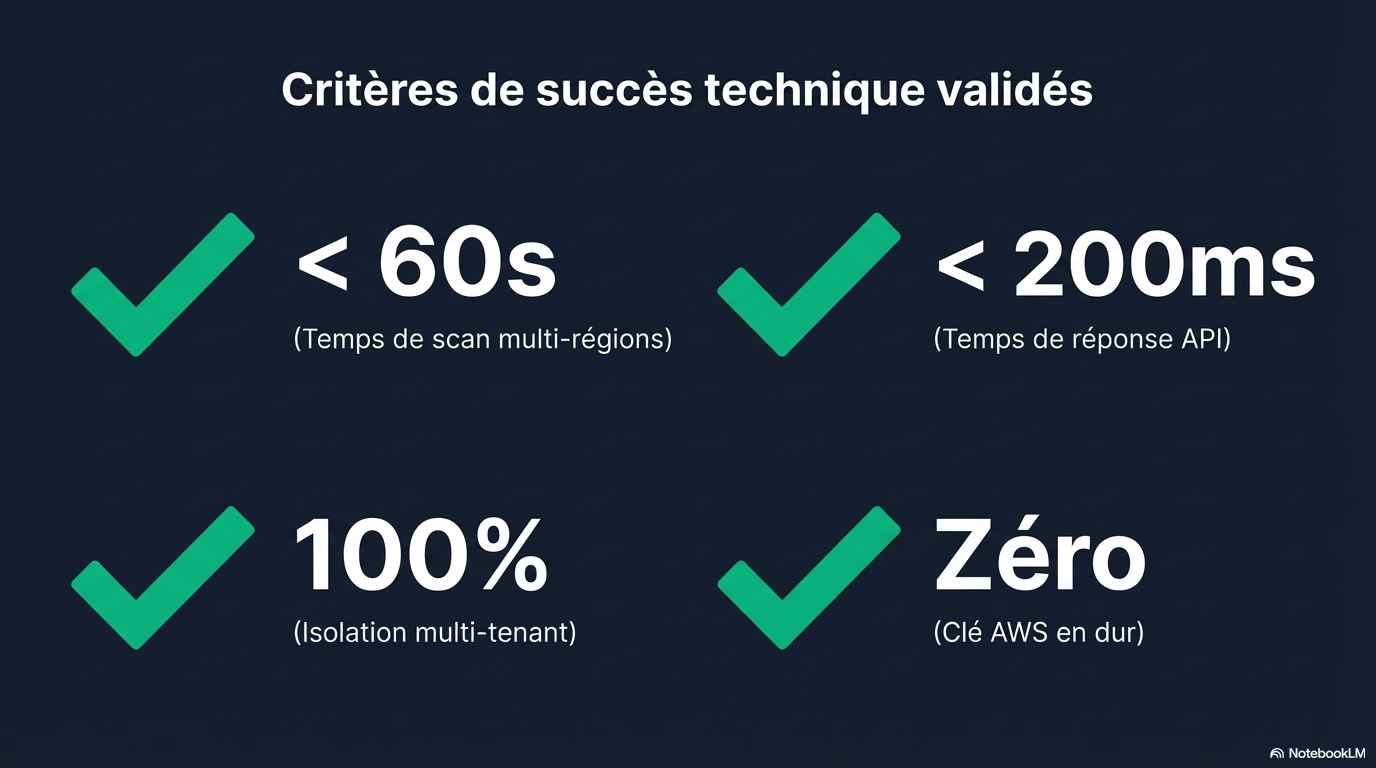 Critères de succès technique validés
< 60s
(Temps de scan multi-régions)
< 200ms
(Temps de réponse API)
100%
(Isolation multi-tenant)
Zéro
(Clé AWS en dur)
NotebookLM